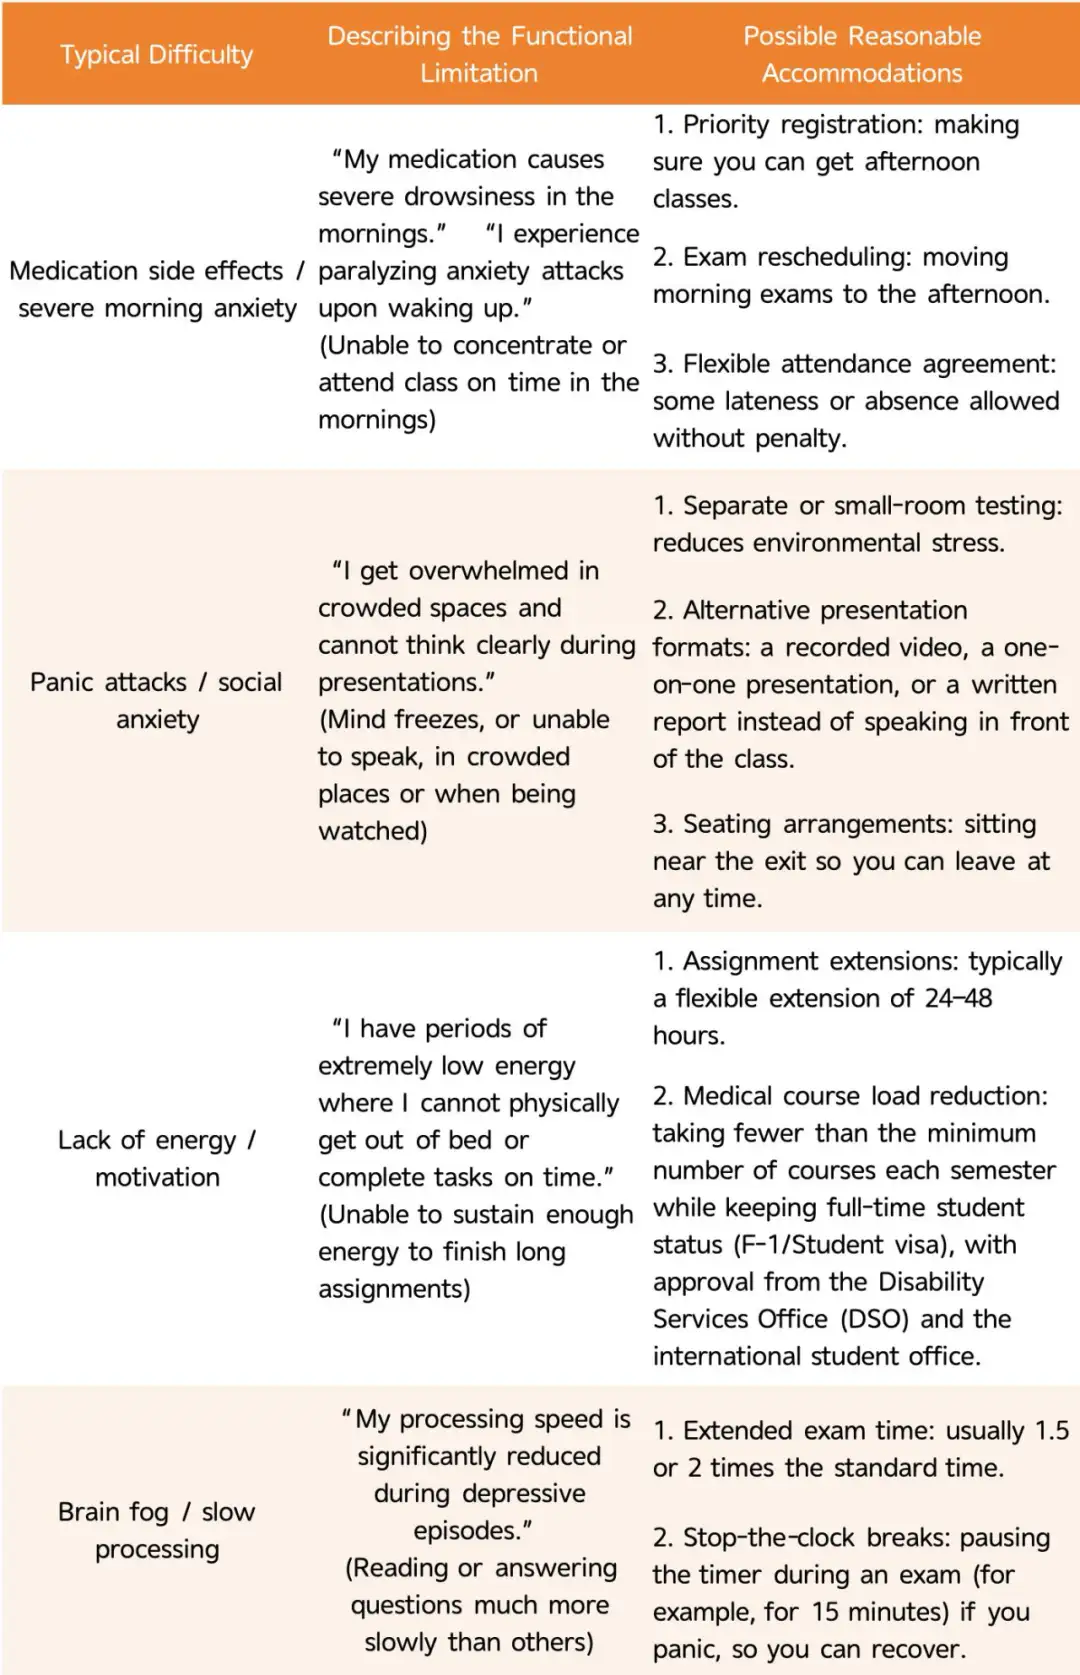 Typical Difficulty
Describing the Functional
Limitation
Possible Reasonable
Accommodations
Medication side effects /
severe morning anxiety
“My medication causes
severe drowsiness in the
mornings.” “I experience
paralyzing anxiety attacks
upon waking up.”
(Unable to concentrate or
attend class on time in the
mornings)
1. Priority registration: making
sure you can get afternoon
classes.
2. Exam rescheduling: moving
morning exams to the afternoon.
3. Flexible attendance agreement:
some lateness or absence allowed
without penalty.
Panic attacks / social
anxiety
“I get overwhelmed in
crowded spaces and
cannot think clearly during
presentations.”
(Mind freezes, or unable
to speak, in crowded
places or when being
watched)
1. Separate or small-room testing:
reduces environmental stress.
2. Alternative presentation
formats: a recorded video, a one-
on-one presentation, or a written
report instead of speaking in front
of the class.
3. Seating arrangements: sitting
near the exit so you can leave at
any time.
Lack of energy /
motivation
“I have periods of
extremely low energy
where I cannot physically
get out of bed or
complete tasks on time.”
(Unable to sustain enough
energy to finish long
assignments)
1. Assignment extensions: typically
a flexible extension of 24–48
hours.
2. Medical course load reduction:
taking fewer than the minimum
number of courses each semester
while keeping full-time student
status (F-1/Student visa), with
approval from the Disability
Services Office (DSO) and the
international student office.
Brain fog / slow
processing
“My processing speed is
significantly reduced
during depressive
episodes.”
(Reading or answering
questions much more
slowly than others)
1. Extended exam time: usually 1.5
or 2 times the standard time.
2. Stop-the-clock breaks: pausing
the timer during an exam (for
example, for 15 minutes) if you
panic, so you can recover.